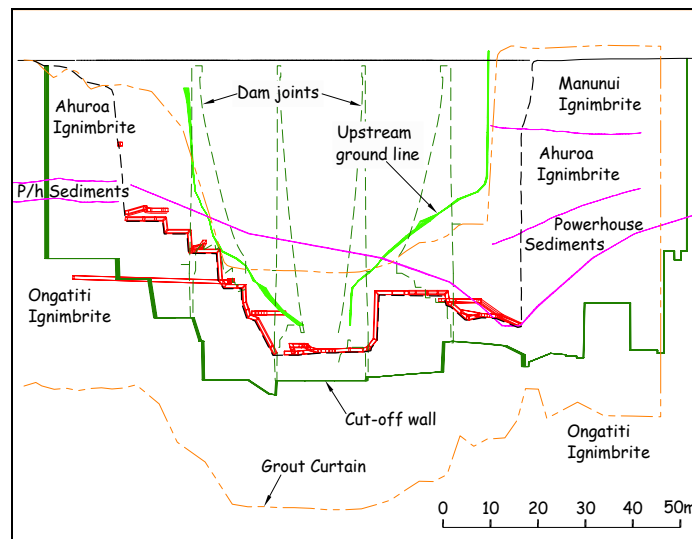 Manunui
Ignimbrite
Ahuroa
Ignimbrite
Dam joints
Upstream
ground line
Ahuroa
Ignimbrite
P/h Sediments
Powerhouse
Sediments
Ongatiti
Ignimbrite
Cut-off wall
Ongatiti
Ignimbrite
Grout Curtain
0 10 20 30 40 50m